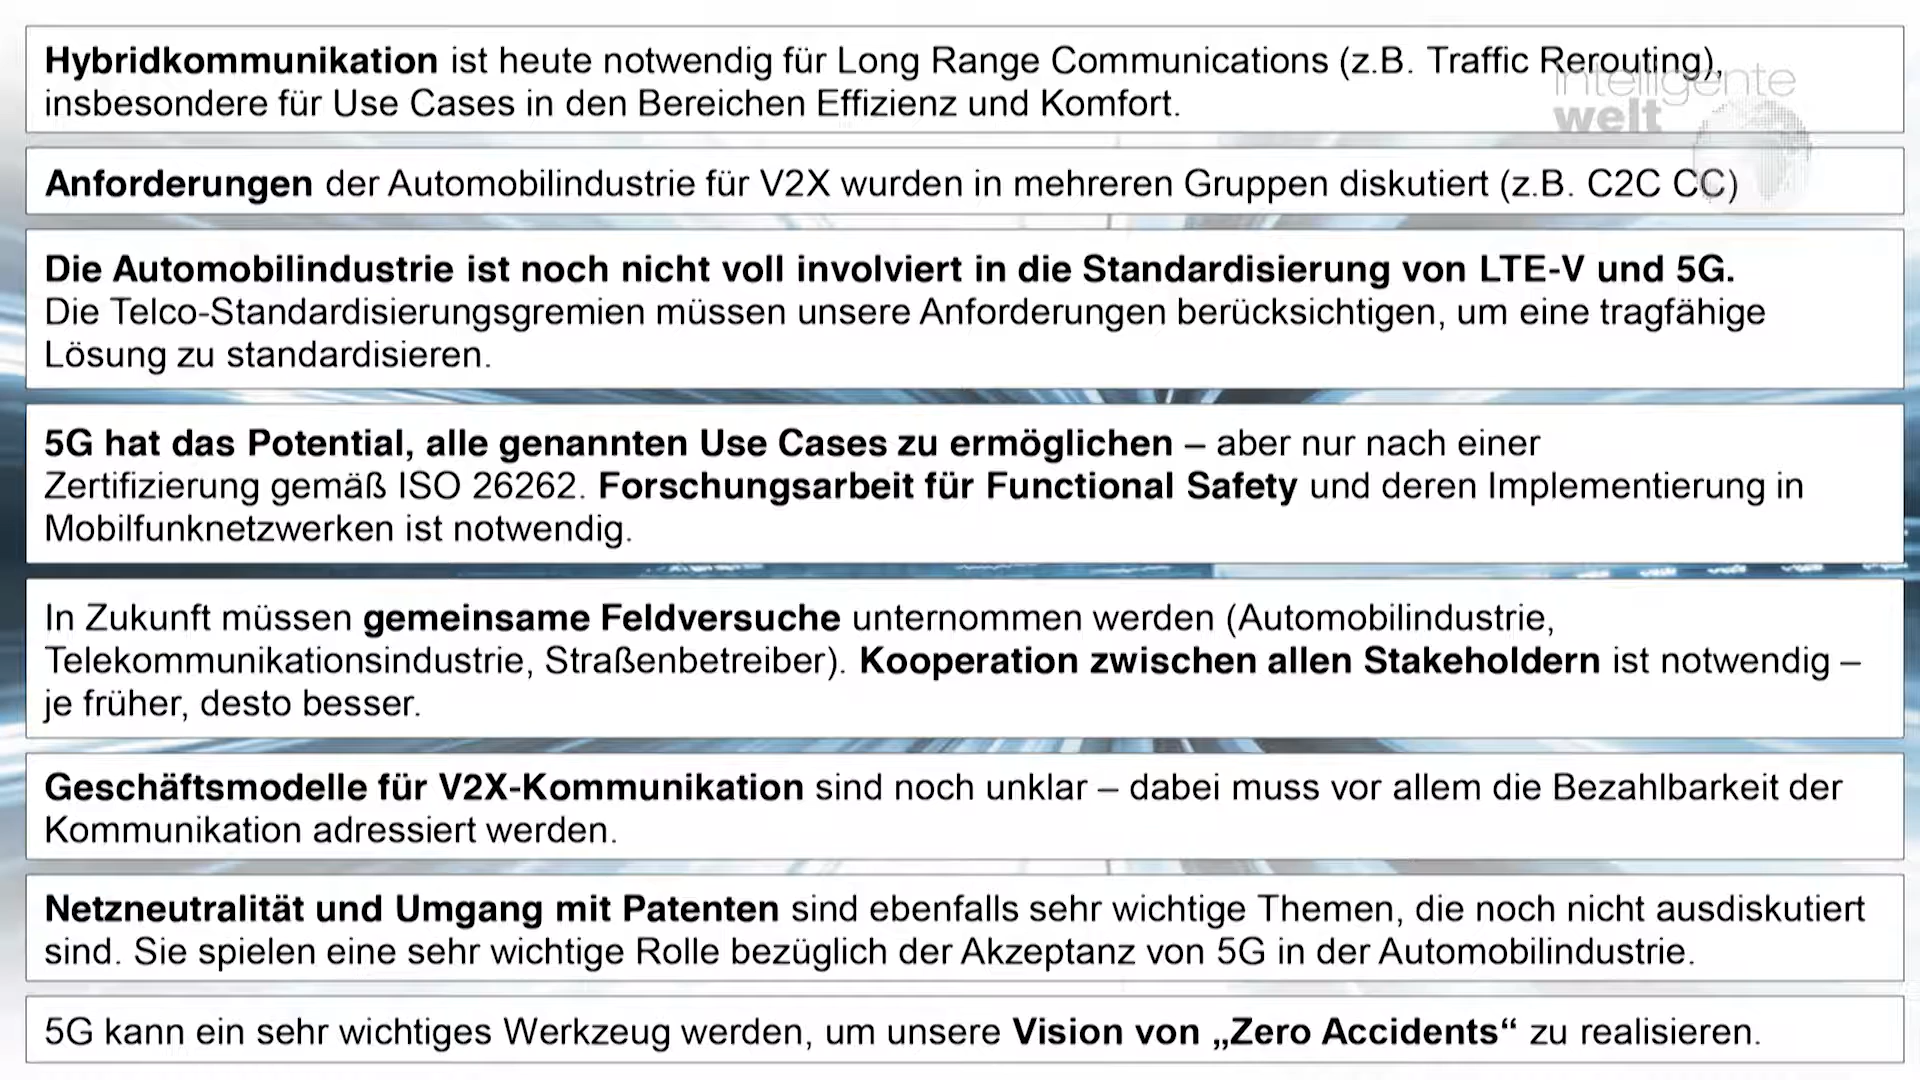 Hybridkommunikation ist heute notwendig für Long Range Communications (z.B. Traffic Rerouting),
insbesondere für Use Cases in den Bereichen Effizienz und Komfort.
intelligente
welt
Anforderungen der Automobilindustrie für V2X wurden in mehreren Gruppen diskutiert (z.B. C2C CC)
Die Automobilindustrie ist noch nicht voll involviert in die Standardisierung von LTE-V und 5G.
Die Telco-Standardisierungsgremien müssen unsere Anforderungen berücksichtigen, um eine tragfähige
Lösung zu standardisieren.
5G hat das Potential, alle genannten Use Cases zu ermöglichen – aber nur nach einer
Zertifizierung gemäß ISO 26262. Forschungsarbeit für Functional Safety und deren Implementierung in
Mobilfunknetzwerken ist notwendig.
In Zukunft müssen gemeinsame Feldversuche unternommen werden (Automobilindustrie,
Telekommunikationsindustrie, Straßenbetreiber). Kooperation zwischen allen Stakeholdern ist notwendig –
je früher, desto besser.
Geschäftsmodelle für V2X-Kommunikation sind noch unklar – dabei muss vor allem die Bezahlbarkeit der
Kommunikation adressiert werden.
Netzneutralität und Umgang mit Patenten sind ebenfalls sehr wichtige Themen, die noch nicht ausdiskutiert
sind. Sie spielen eine sehr wichtige Rolle bezüglich der Akzeptanz von 5G in der Automobilindustrie.
5G kann ein sehr wichtiges Werkzeug werden, um unsere Vision von „Zero Accidents“ zu realisieren.